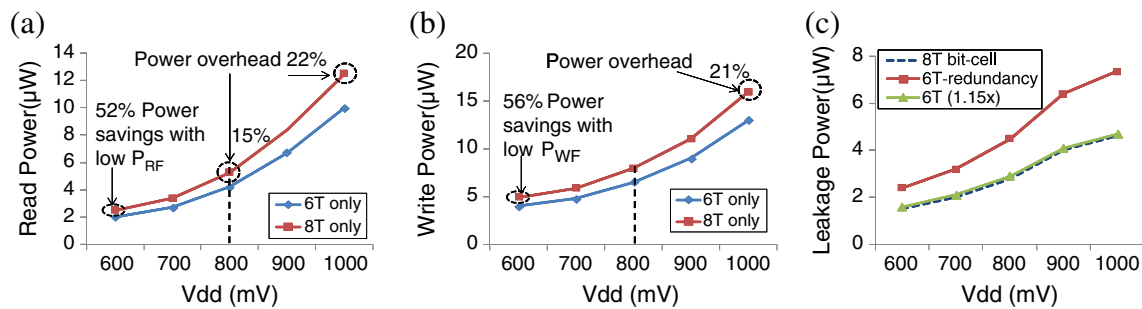 (a)
Read Power(µW)
14
12
10
8
6
4
2
0
Power overhead 22%
52% Power
savings with
low P_RF
15%
6T only
8T only
600 700 800 900 1000
Vdd (mV)
(b)
Write Power(µW)
20
15
10
5
0
Power overhead
21%
56% Power
savings with
low P_WF
6T only
8T only
600 700 800 900 1000
Vdd (mV)
(c)
Leakage Power(µW)
8
6
4
2
0
8T bit-cell
6T-redundancy
6T (1.15x)
600 700 800 900 1000
Vdd (mV)